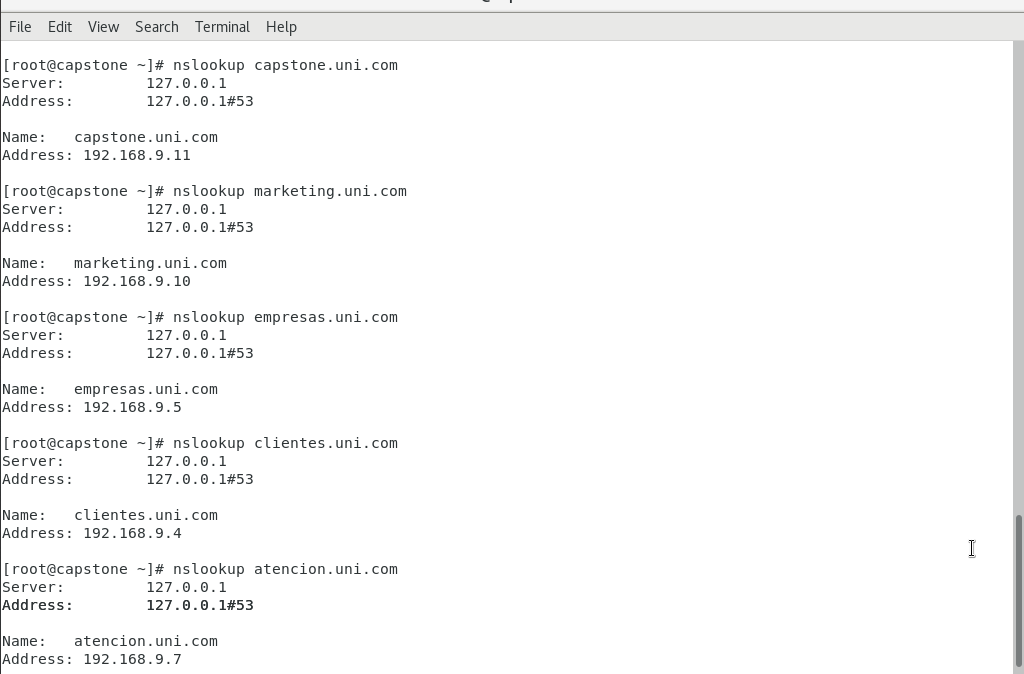 File Edit View Search Terminal Help
[root@capstone ~]# nslookup capstone.uni.com
Server:         127.0.0.1
Address:        127.0.0.1#53
Name:   capstone.uni.com
Address: 192.168.9.11
[root@capstone ~]# nslookup marketing.uni.com
Server:         127.0.0.1
Address:        127.0.0.1#53
Name:   marketing.uni.com
Address: 192.168.9.10
[root@capstone ~]# nslookup empresas.uni.com
Server:         127.0.0.1
Address:        127.0.0.1#53
Name:   empresas.uni.com
Address: 192.168.9.5
[root@capstone ~]# nslookup clientes.uni.com
Server:         127.0.0.1
Address:        127.0.0.1#53
Name:   clientes.uni.com
Address: 192.168.9.4
[root@capstone ~]# nslookup atencion.uni.com
Server:         127.0.0.1
Address:        127.0.0.1#53
Name:   atencion.uni.com
Address: 192.168.9.7